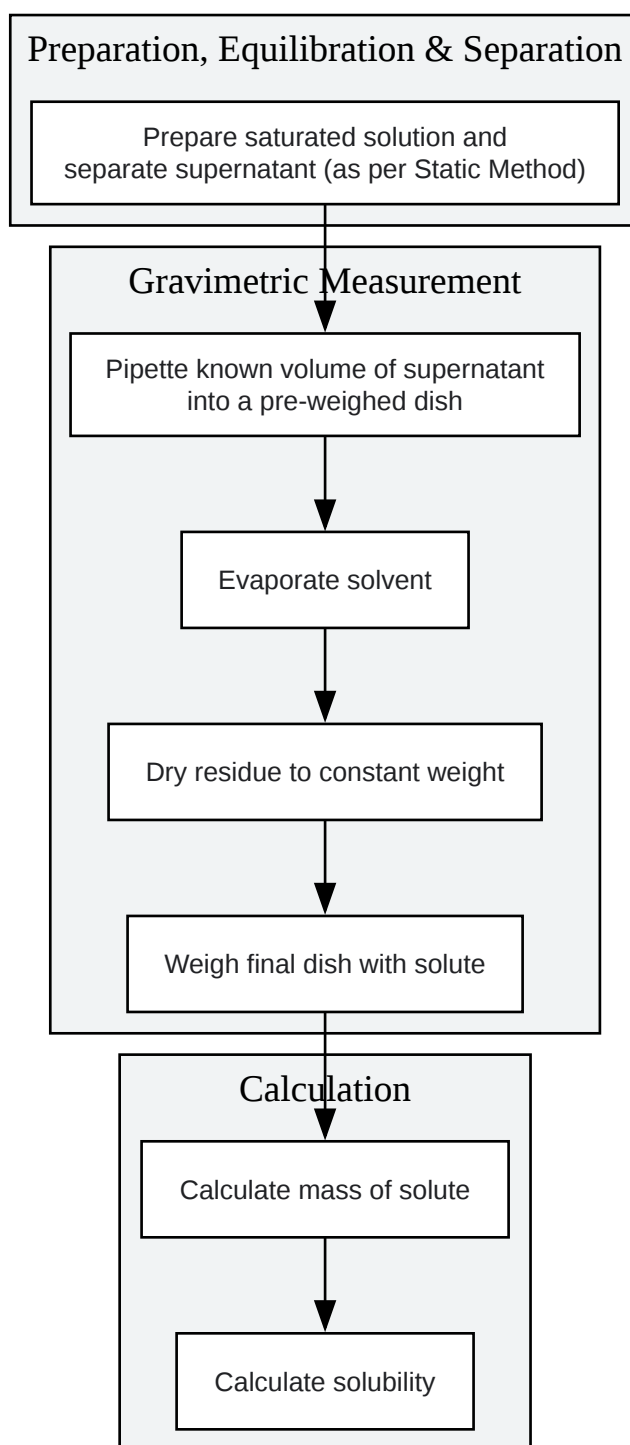 Preparation, Equilibration & Separation
Prepare saturated solution and
separate supernatant (as per Static Method)
Gravimetric Measurement
Pipette known volume of supernatant
into a pre-weighed dish
Evaporate solvent
Dry residue to constant weight
Weigh final dish with solute
Calculation
Calculate mass of solute
Calculate solubility